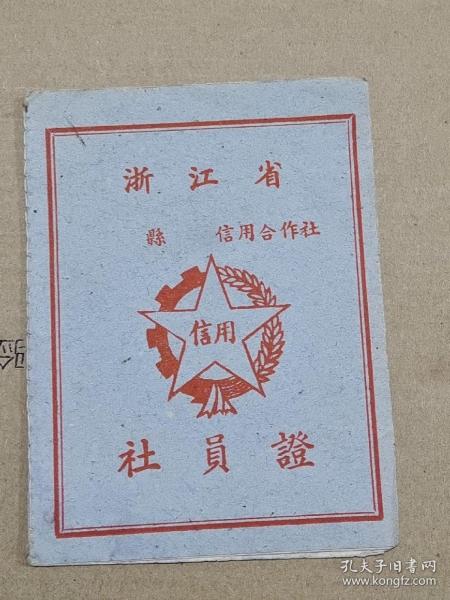 浙江省
縣 信用合作社
信用
社員證
孔夫子旧书网
www.kongfz.com